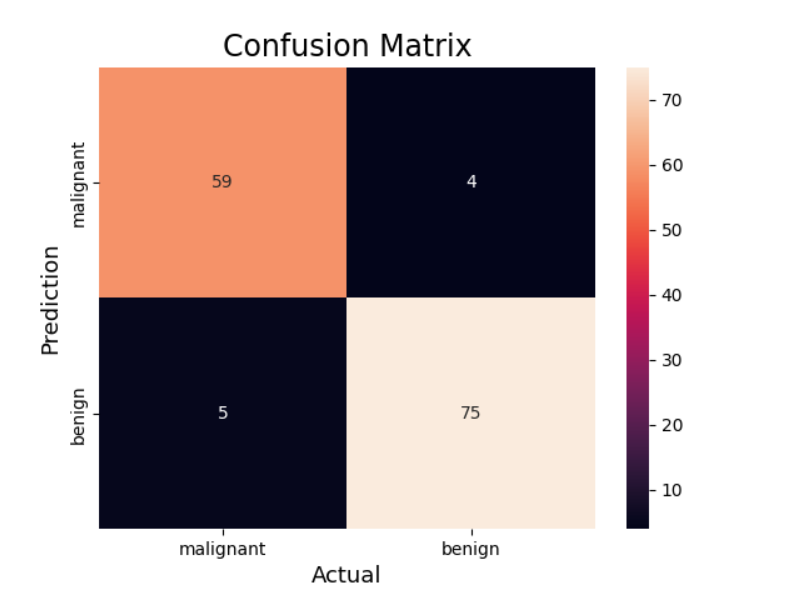 Confusion Matrix
Prediction
malignant
benign
59
4
5
75
malignant
benign
Actual
70
60
50
40
30
20
10